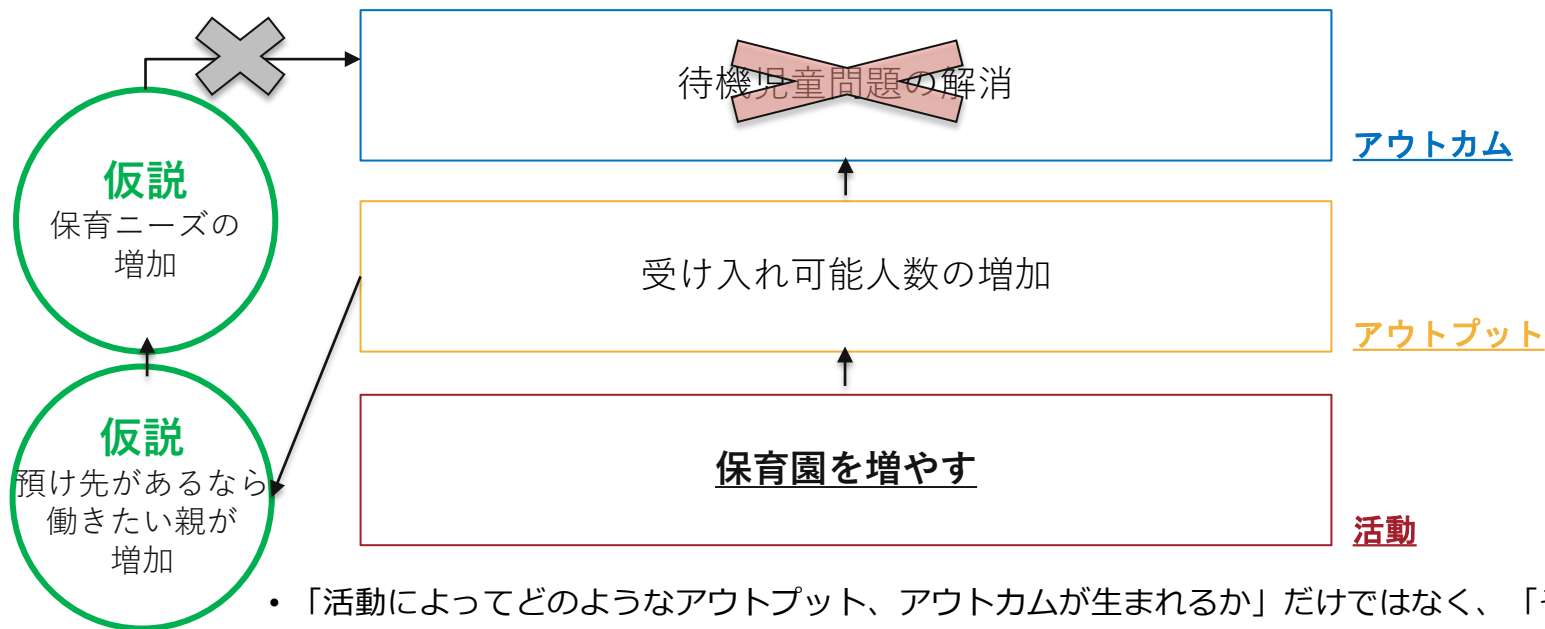 待機児童問題の解消
アウトカム
仮説
保育ニーズの
増加
受け入れ可能人数の増加
アウトプット
仮説
預け先があるなら
働きたい親が
増加
保育園を増やす
活動
• 「活動によってどのようなアウトプット、アウトカムが生まれるか」だけではなく、「